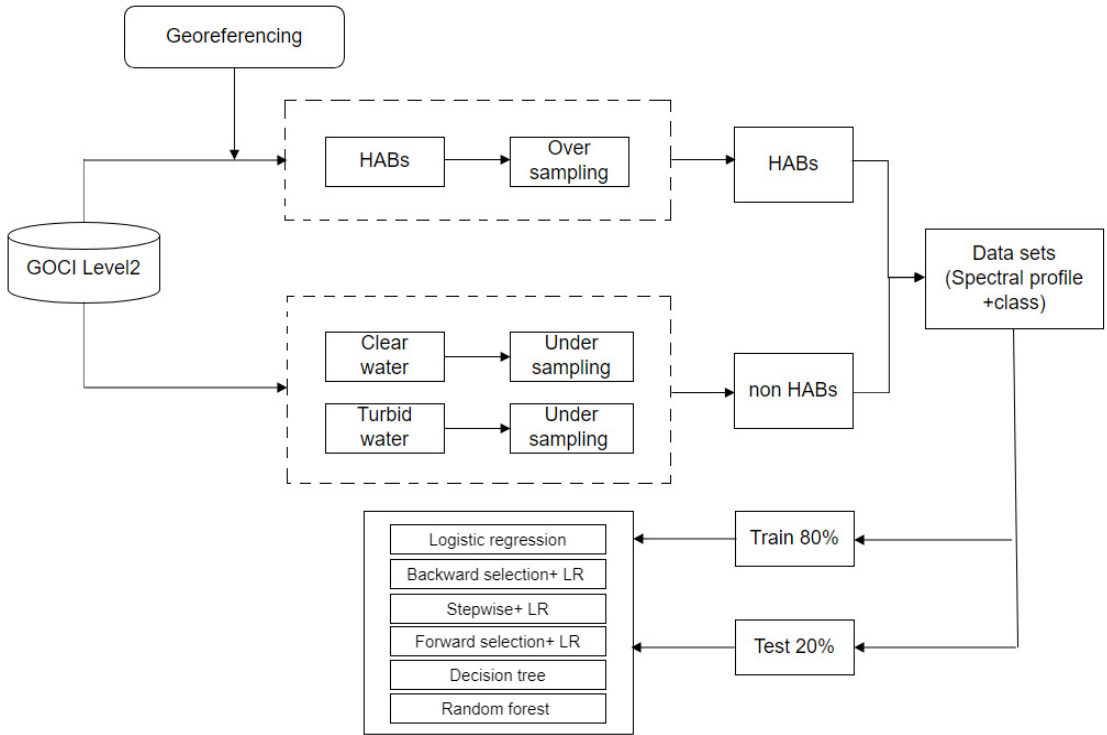 Georeferencing
HABs
Over
sampling
HABs
GOCI Level2
Data sets
(Spectral profile
+class)
Clear
water
Under
sampling
Turbid
water
Under
sampling
non HABs
Train 80%
Test 20%
Logistic regression
Backward selection+ LR
Stepwise+ LR
Forward selection+ LR
Decision tree
Random forest